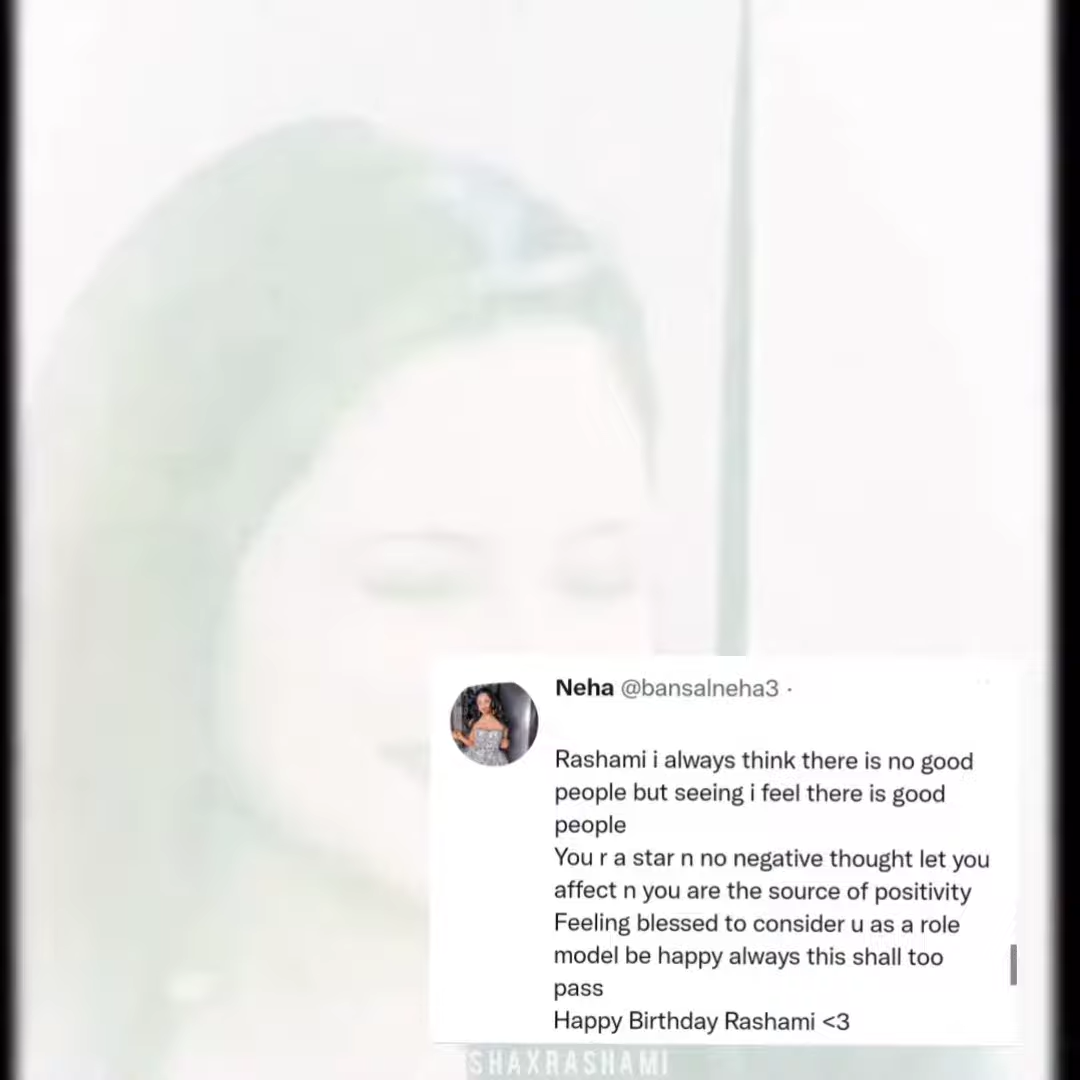 Neha @bansalneha3 ·
Rashami i always think there is no good
people but seeing i feel there is good
people
You r a star n no negative thought let you
affect n you are the source of positivity
Feeling blessed to consider u as a role
model be happy always this shall too
pass
Happy Birthday Rashami <3
SHAXRASHAMI